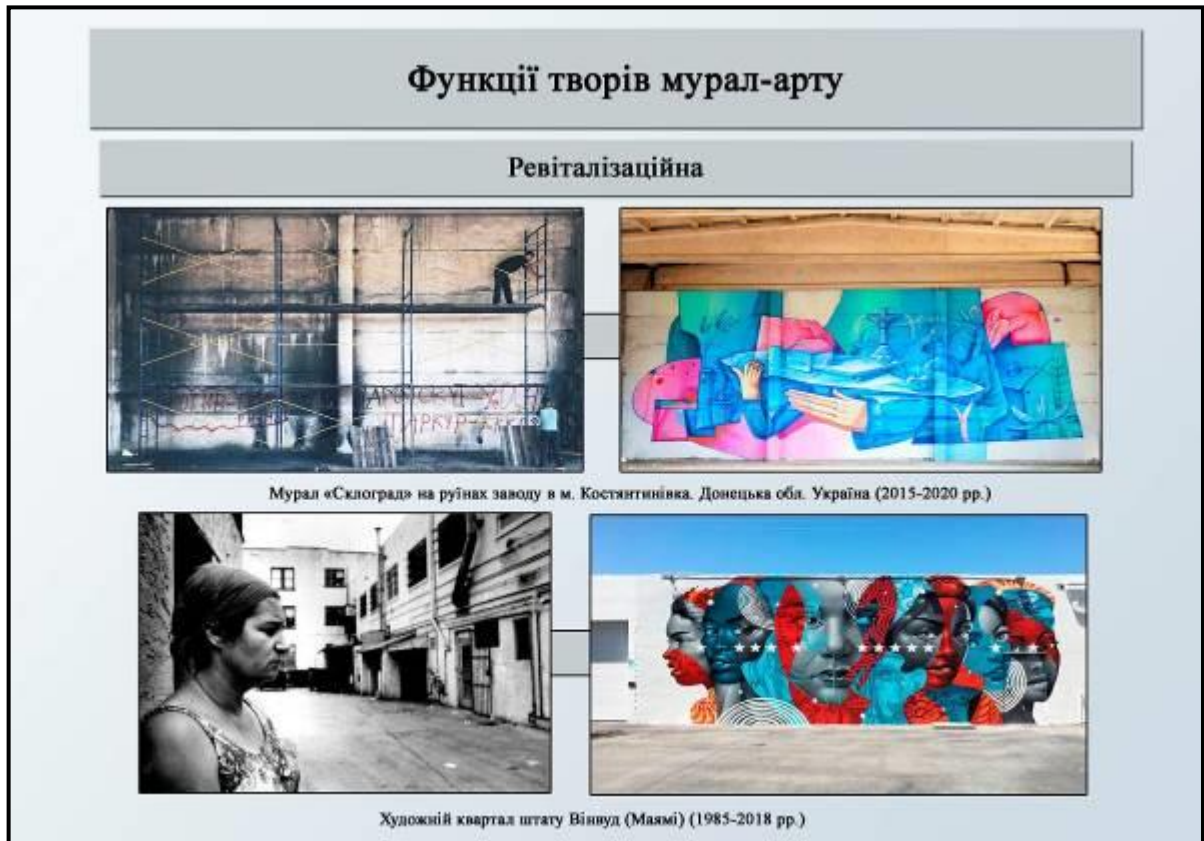 Функції творів мурал-арту
Ревіталізаційна
Мурал «Склоград» на руїнах заводу в м. Костянтинівка. Донецька обл. Україна (2015-2020 рр.)
Художній квартал штату Вінвуд (Маямі) (1985-2018 рр.)